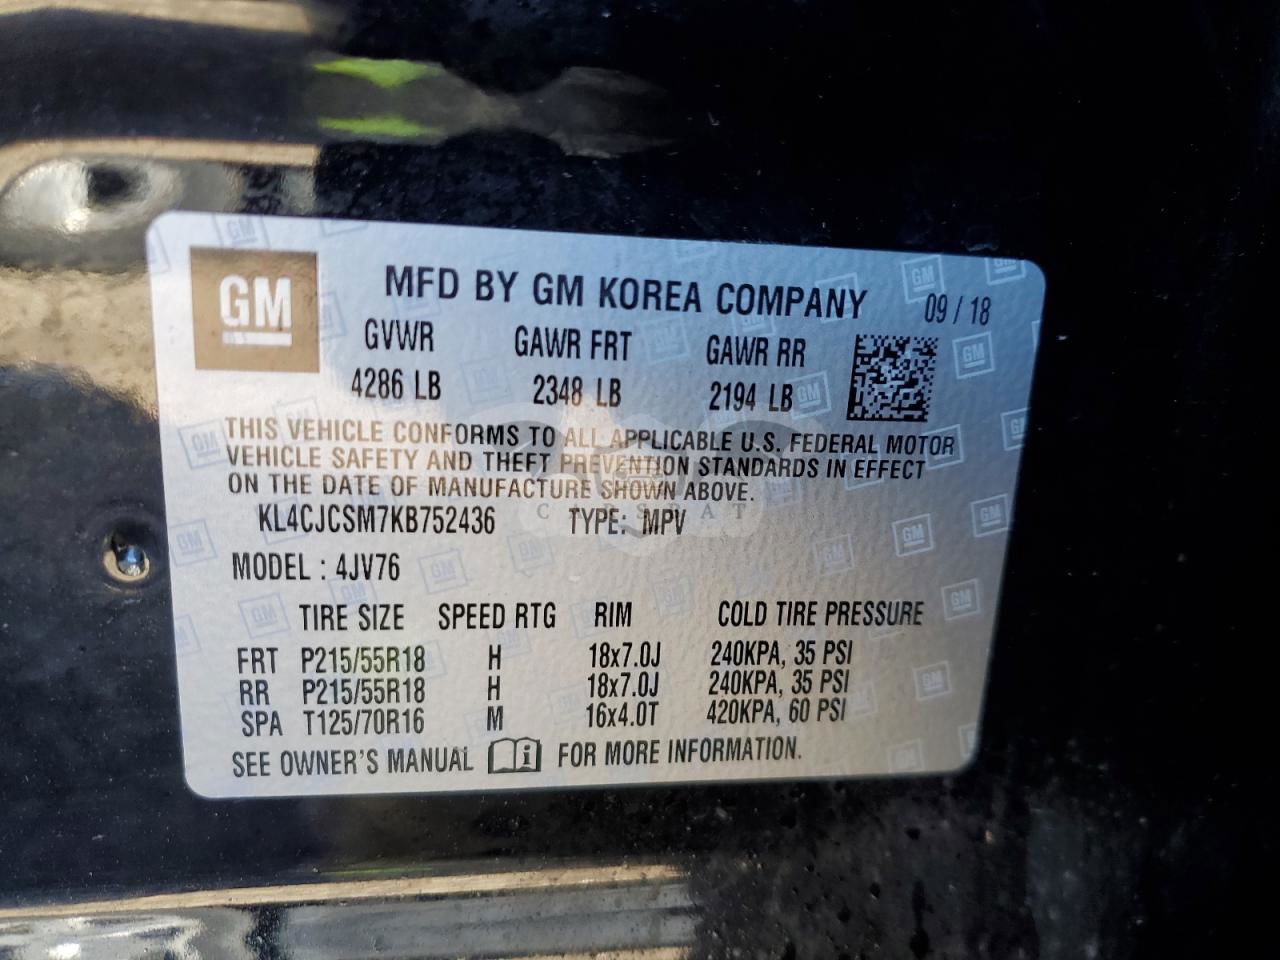 GM
MFD BY GM KOREA COMPANY 09 / 18
GVWR GAWR FRT GAWR RR
4286 LB 2348 LB 2194 LB
THIS VEHICLE CONFORMS TO ALL APPLICABLE U.S. FEDERAL MOTOR
VEHICLE SAFETY AND THEFT PREVENTION STANDARDS IN EFFECT
ON THE DATE OF MANUFACTURE SHOWN ABOVE.
KL4CJCSM7KB752436 TYPE: MPV
MODEL : 4JV76
TIRE SIZE SPEED RTG RIM COLD TIRE PRESSURE
FRT P215/55R18 H 18x7.0J 240KPA, 35 PSI
RR P215/55R18 H 18x7.0J 240KPA, 35 PSI
SPA T125/70R16 M 16x4.0T 420KPA, 60 PSI
SEE OWNER'S MANUAL i FOR MORE INFORMATION.